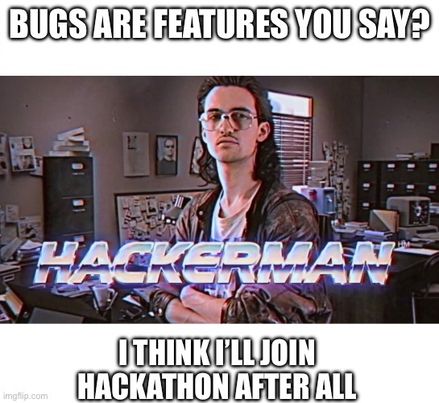 BUGS ARE FEATURES YOU SAY?
HACKERMAN
I THINK I'LL JOIN
HACKATHON AFTER ALL
imgflip.com